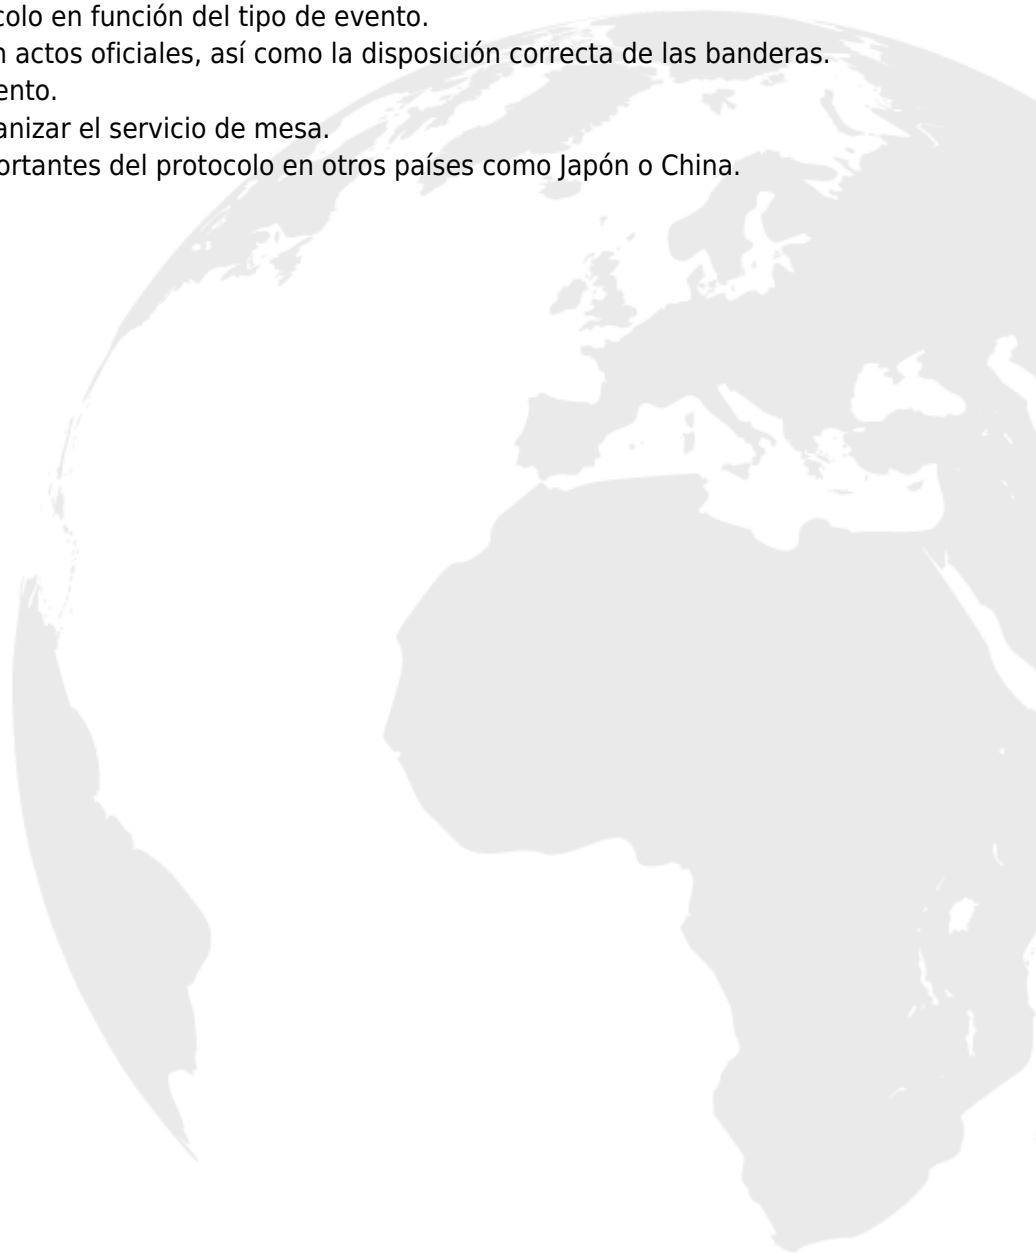 colo en función del tipo de evento.
n actos oficiales, así como la disposición correcta de las banderas.
ento.
anizar el servicio de mesa.
ortantes del protocolo en otros países como Japón o China.